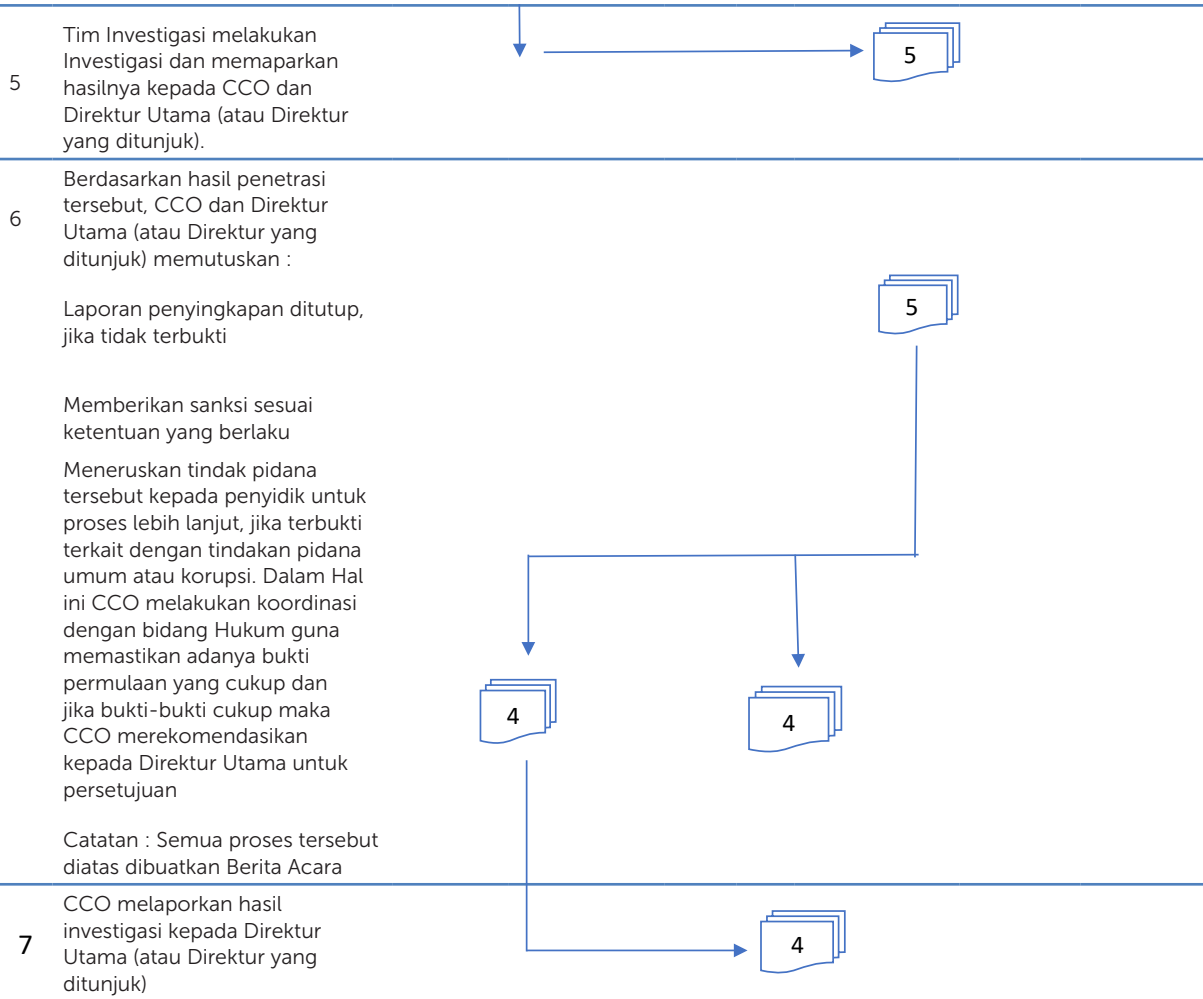 5
Tim Investigasi melakukan
Investigasi dan memaparkan
hasilnya kepada CCO dan
Direktur Utama (atau Direktur
yang ditunjuk).
5
6
Berdasarkan hasil penetrasi
tersebut, CCO dan Direktur
Utama (atau Direktur yang
ditunjuk) memutuskan :
Laporan penyingkapan ditutup,
jika tidak terbukti
5
Memberikan sanksi sesuai
ketentuan yang berlaku
Meneruskan tindak pidana
tersebut kepada penyidik untuk
proses lebih lanjut, jika terbukti
terkait dengan tindakan pidana
umum atau korupsi. Dalam Hal
ini CCO melakukan koordinasi
dengan bidang Hukum guna
memastikan adanya bukti
permulaan yang cukup dan
jika bukti-bukti cukup maka
CCO merekomendasikan
kepada Direktur Utama untuk
persetujuan
4
4
Catatan : Semua proses tersebut
diatas dibuatkan Berita Acara
7
CCO melaporkan hasil
investigasi kepada Direktur
Utama (atau Direktur yang
ditunjuk)
4